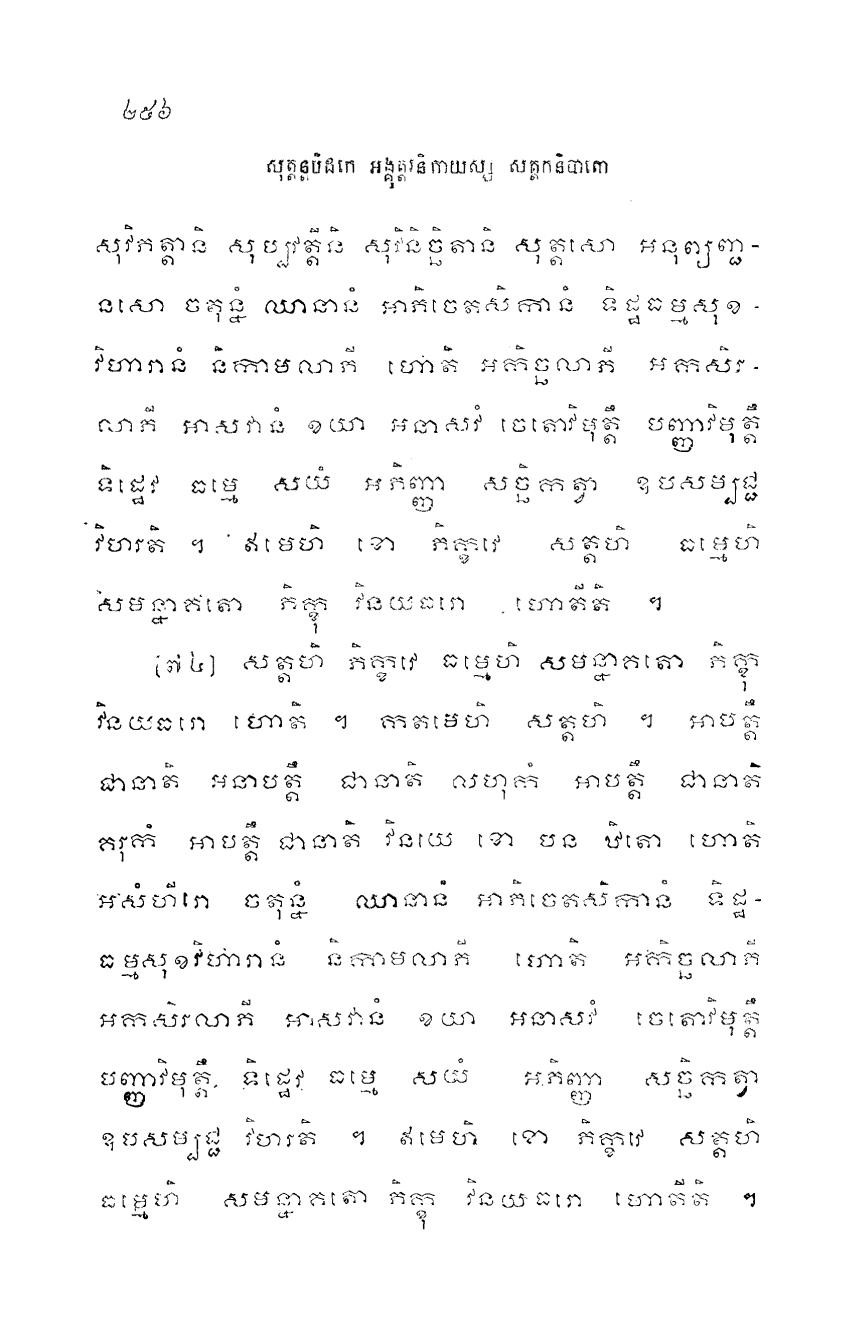 ២៥៦
សុត្តន្តបិដកេ អង្គុត្តរនិកាយស្ស សត្តកនិបាតោ
សុវិភត្តានិ សុប្បវត្តីនិ សុវិនិច្ឆិតានិ សុត្តសោ អនុព្យញ្ជ-
នសោ ចតុន្នំ ឈានានំ អាភិចេតសិកានំ ទិដ្ឋធម្មសុខ-
វិហារានំ និកាមលាភី ហោតិ អកិច្ឆលាភី អកសិរ-
លាភី អាសវានំ ខយា អនាសវំ ចេតោវិមុត្តឹ បញ្ញាវិមុត្តឹ
ទិដ្ឋេវ ធម្មេ សយំ អភិញ្ញា សច្ឆិកត្វា ឧបសម្បជ្ជ
វិហរតិ ។ ឥមេហិ ខោ ភិក្ខវេ សត្តហិ ធម្មេហិ
សមន្នាគតោ ភិក្ខុ វិនយធរោ ហោតីតិ ។
[៧៤] សត្តហិ ភិក្ខវេ ធម្មេហិ សមន្នាគតោ ភិក្ខុ
វិនយធរោ ហោតិ ។ កតមេហិ សត្តហិ ។ អាបត្តឹ
ជានាតិ អនាបត្តឹ ជានាតិ លហុកំ អាបត្តឹ ជានាតិ
គរុកំ អាបត្តឹ ជានាតិ វិនយេ ខោ បន ឋិតោ ហោតិ
អសំហីរោ ចតុន្នំ ឈានានំ អាភិចេតសិកានំ ទិដ្ឋ-
ធម្មសុខវិហារានំ និកាមលាភី ហោតិ អកិច្ឆលាភី
អកសិរលាភី អាសវានំ ខយា អនាសវំ ចេតោវិមុត្តឹ
បញ្ញាវិមុត្តឹ ទិដ្ឋេវ ធម្មេ សយំ អភិញ្ញា សច្ឆិកត្វា
ឧបសម្បជ្ជ វិហរតិ ។ ឥមេហិ ខោ ភិក្ខវេ សត្តហិ
ធម្មេហិ សមន្នាគតោ ភិក្ខុ វិនយធរោ ហោតីតិ ។